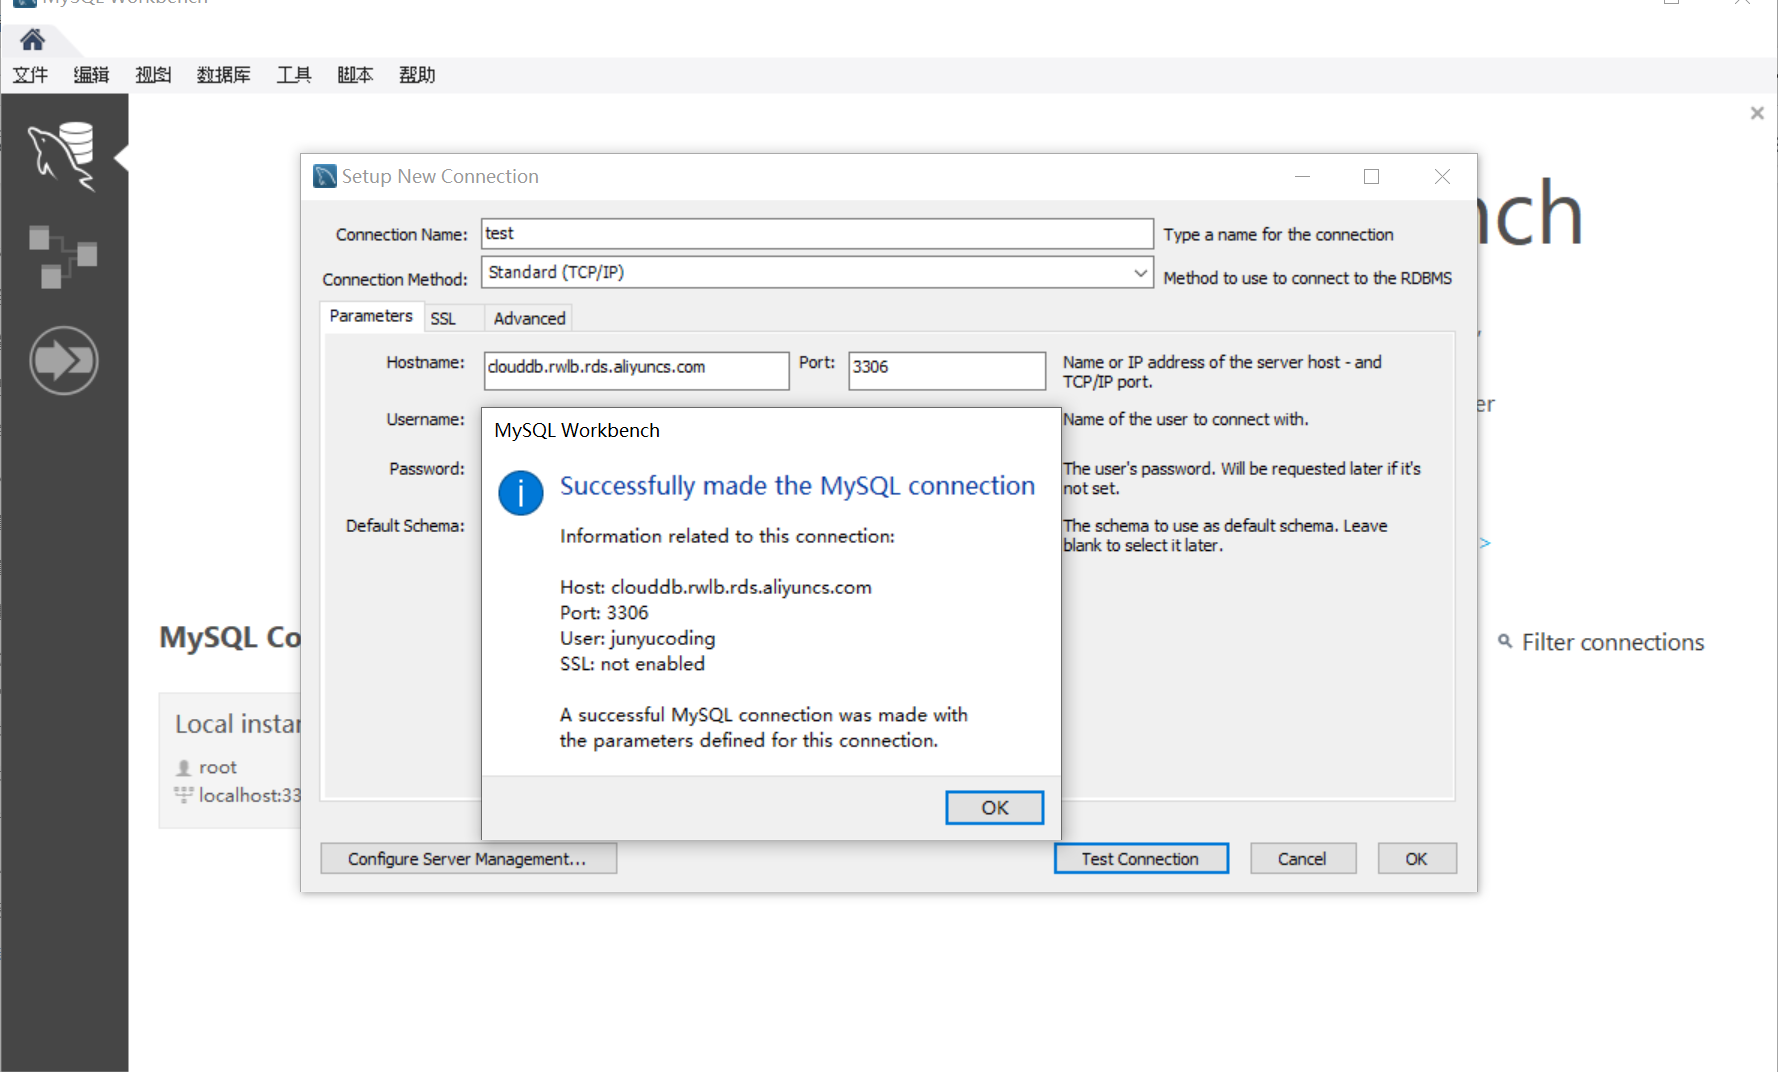 MySQL Workbench
文件 编辑 视图 数据库 工具 脚本 帮助
nch
er
>
Setup New Connection
Connection Name: test Type a name for the connection
Connection Method: Standard (TCP/IP) Method to use to connect to the RDBMS
Parameters SSL Advanced
Hostname: clouddb.rwlb.rds.aliyuncs.com Port: 3306 Name or IP address of the server host - and
TCP/IP port.
Username: Name of the user to connect with.
Password: The user's password. Will be requested later if it's
not set.
Default Schema: The schema to use as default schema. Leave
blank to select it later.
MySQL Workbench
Successfully made the MySQL connection
Information related to this connection:
Host: clouddb.rwlb.rds.aliyuncs.com
Port: 3306
User: junyucoding
SSL: not enabled
A successful MySQL connection was made with
the parameters defined for this connection.
OK
Configure Server Management... Test Connection Cancel OK
MySQL Co
Filter connections
Local instan
root
localhost:33